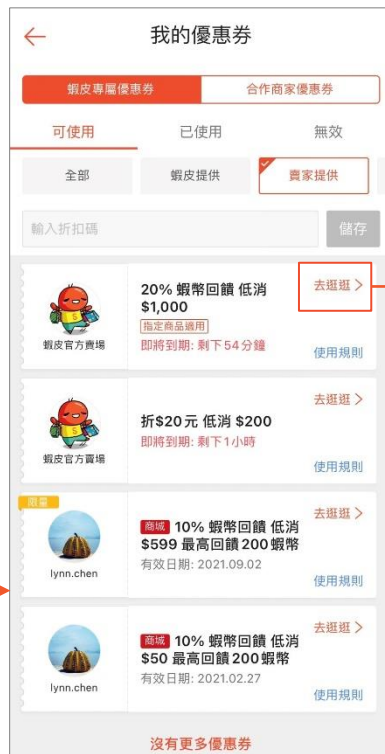 我的優惠券
蝦皮專屬優惠券
合作商家優惠券
可使用
已使用
無效
全部
蝦皮提供
賣家提供
輸入折扣碼
儲存
20% 蝦幣回饋 低消
$1,000
指定商品適用
即將到期: 剩下54分鐘
蝦皮官方賣場
去逛逛 >
使用規則
折$20元 低消 $200
即將到期: 剩下1小時
蝦皮官方賣場
去逛逛 >
使用規則
限量
lynn.chen
商城 10% 蝦幣回饋 低消
$599 最高回饋200蝦幣
有效日期: 2021.09.02
去逛逛 >
使用規則
lynn.chen
商城 10% 蝦幣回饋 低消
$50 最高回饋200蝦幣
有效日期: 2021.02.27
去逛逛 >
使用規則
沒有更多優惠券